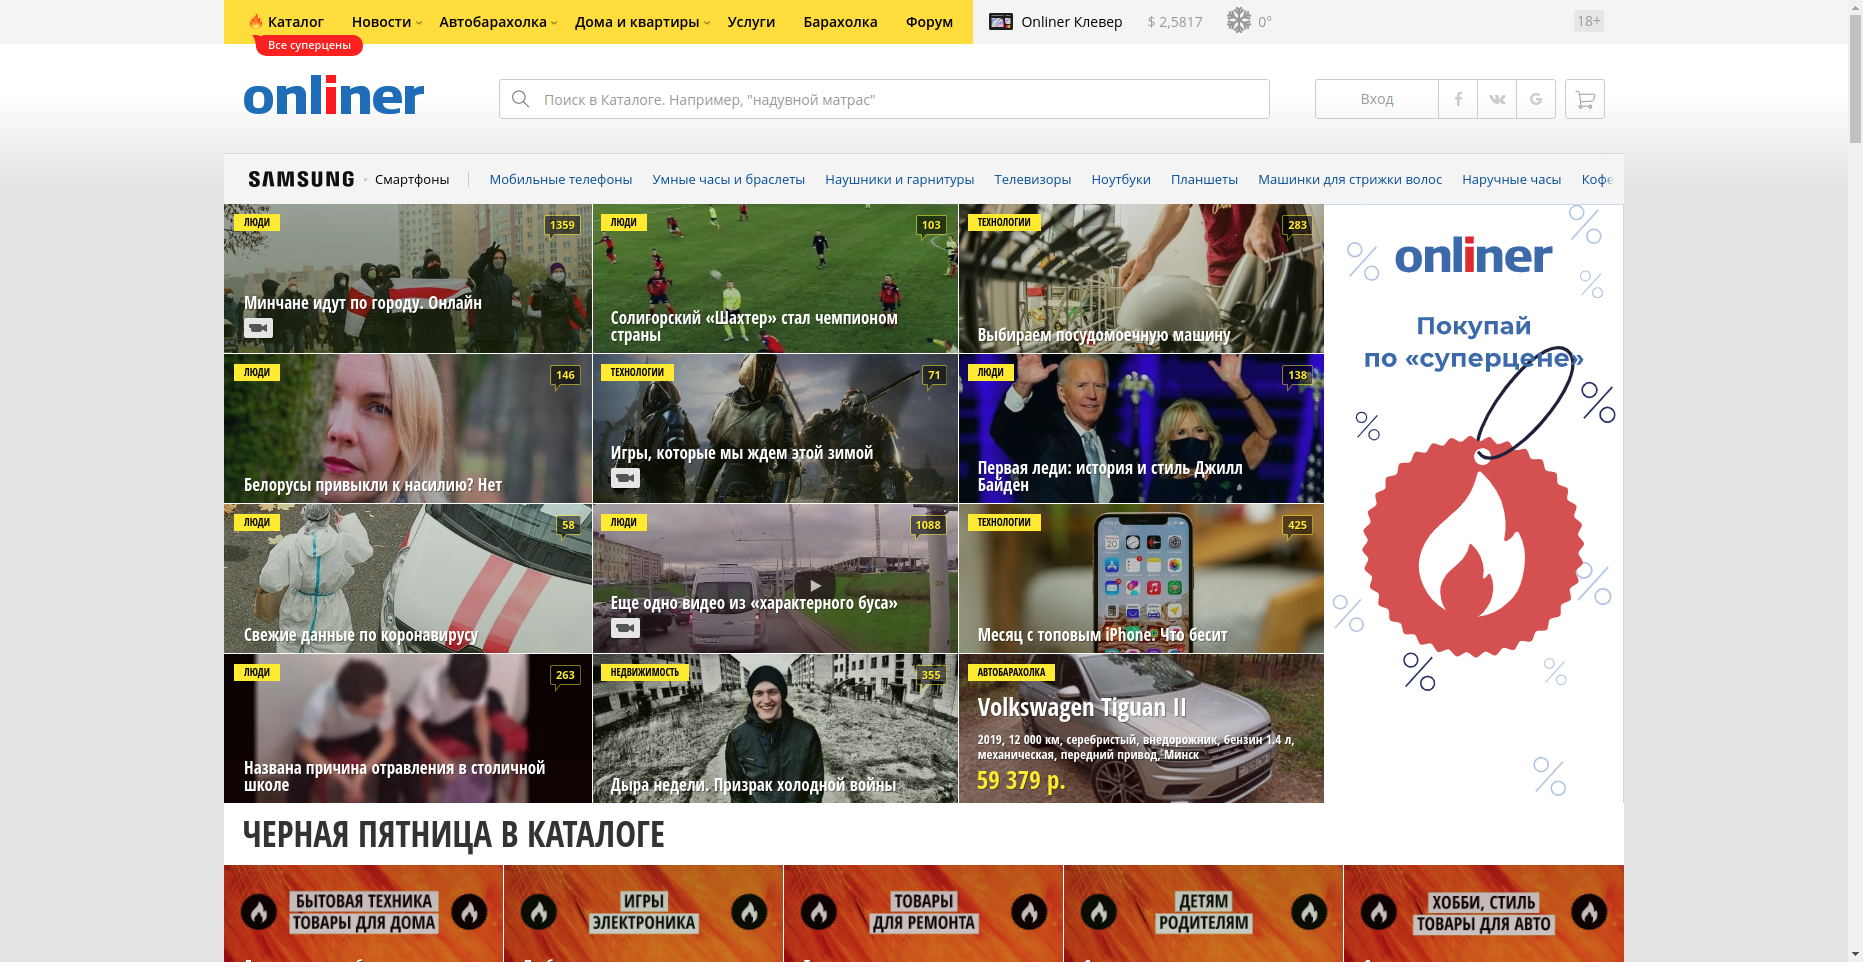 Каталог
Новости
Автобарахолка
Дома и квартиры
Услуги
Барахолка
Форум
Onliner Клевер
$ 2,5817
0°
18+
Все суперцены
onliner
Поиск в Каталоге. Например, "надувной матрас"
Вход
SAMSUNG
Смартфоны
Мобильные телефоны
Умные часы и браслеты
Наушники и гарнитуры
Телевизоры
Ноутбуки
Планшеты
Машинки для стрижки волос
Наручные часы
Кофе
ЛЮДИ
1359
Минчане идут по городу. Онлайн
ЛЮДИ
103
Солигорский «Шахтер» стал чемпионом
страны
ТЕХНОЛОГИИ
283
Выбираем посудомоечную машину
onliner
Покупай
по «суперцене»
ЛЮДИ
146
Белорусы привыкли к насилию? Нет
ТЕХНОЛОГИИ
71
Игры, которые мы ждем этой зимой
ЛЮДИ
138
Первая леди: история и стиль Джилл
Байден
ЛЮДИ
58
Свежие данные по коронавирусу
ЛЮДИ
1088
Еще одно видео из «характерного буса»
ТЕХНОЛОГИИ
425
Месяц с топовым iPhone. Что бесит
ЛЮДИ
263
Названа причина отравления в столичной
школе
НЕДВИЖИМОСТЬ
355
Дыра недели. Призрак холодной войны
АВТОБАРАХОЛКА
Volkswagen Tiguan II
2019, 12 000 км, серебристый, внедорожник, бензин 1.4 л,
механическая, передний привод, Минск
59 379 р.
ЧЕРНАЯ ПЯТНИЦА В КАТАЛОГЕ
БЫТОВАЯ ТЕХНИКА
ТОВАРЫ ДЛЯ ДОМА
ИГРЫ
ЭЛЕКТРОНИКА
ТОВАРЫ
ДЛЯ РЕМОНТА
ДЕТЯМ
РОДИТЕЛЯМ
ХОББИ, СТИЛЬ
ТОВАРЫ ДЛЯ АВТО